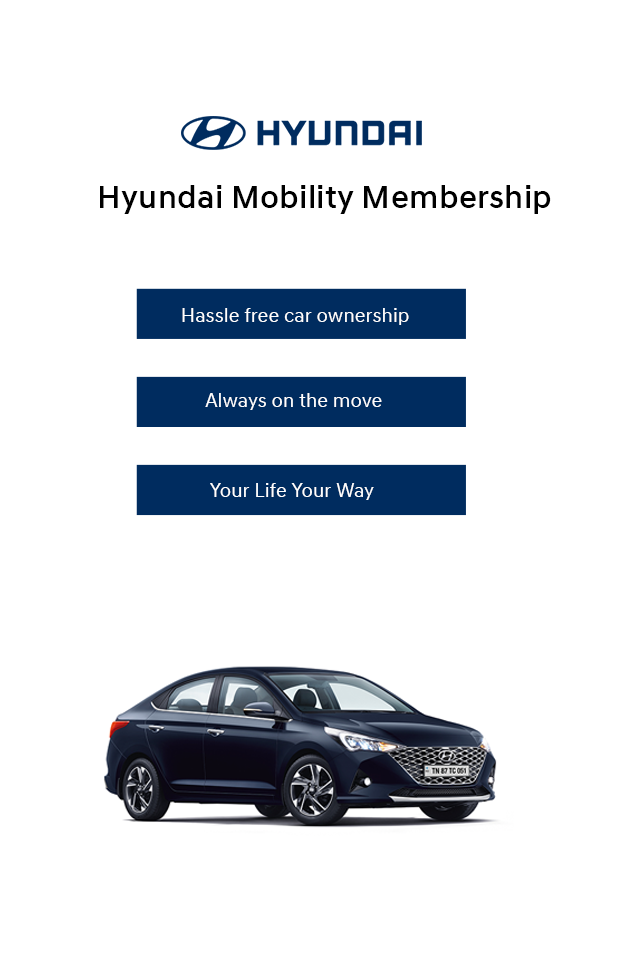 HYUNDAI
Hyundai Mobility Membership
Hassle free car ownership
Always on the move
Your Life Your Way
TN 87 TC 051